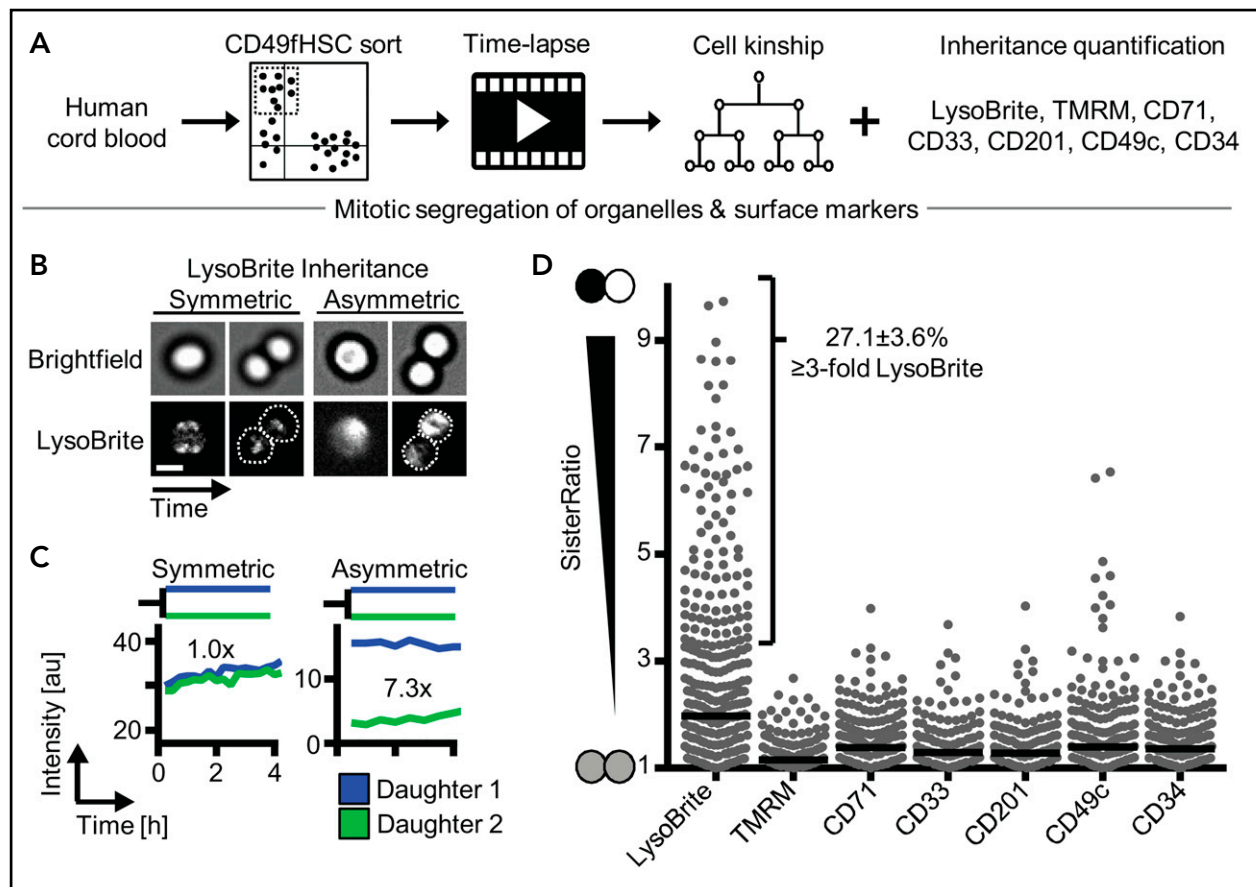 A
Human
cord blood
CD49fHSC sort
Time-lapse
Cell kinship
Inheritance quantification
LysoBrite, TMRM, CD71,
CD33, CD201, CD49c, CD34
Mitotic segregation of organelles & surface markers
B
LysoBrite Inheritance
Symmetric Asymmetric
Brightfield
LysoBrite
Time
C
Symmetric Asymmetric
Intensity [au]
40
20
1.0x
0 2 4
10
0
7.3x
Time [h]
Daughter 1
Daughter 2
D
SisterRatio
9
7
5
3
1
27.1±3.6%
≥3-fold LysoBrite
LysoBrite
TMRM
CD71
CD33
CD201
CD49c
CD34